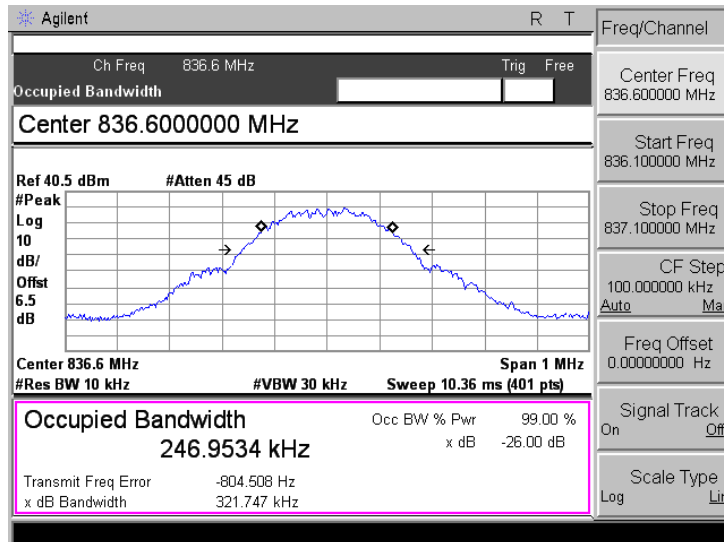 Agilent R T
Ch Freq 836.6 MHz Trig Free
Occupied Bandwidth
Center 836.6000000 MHz
Ref 40.5 dBm #Atten 45 dB
#Peak
Log
10
dB/
Offst
6.5
dB
Center 836.6 MHz Span 1 MHz
#Res BW 10 kHz #VBW 30 kHz Sweep 10.36 ms (401 pts)
Occupied Bandwidth Occ BW % Pwr 99.00 %
246.9534 kHz x dB -26.00 dB
Transmit Freq Error -804.508 Hz
x dB Bandwidth 321.747 kHz
Freq/Channel
Center Freq
836.600000 MHz
Start Freq
836.100000 MHz
Stop Freq
837.100000 MHz
CF Step
100.000000 kHz
Auto Ma
Freq Offset
0.00000000 Hz
Signal Track
On Off
Scale Type
Log Lin